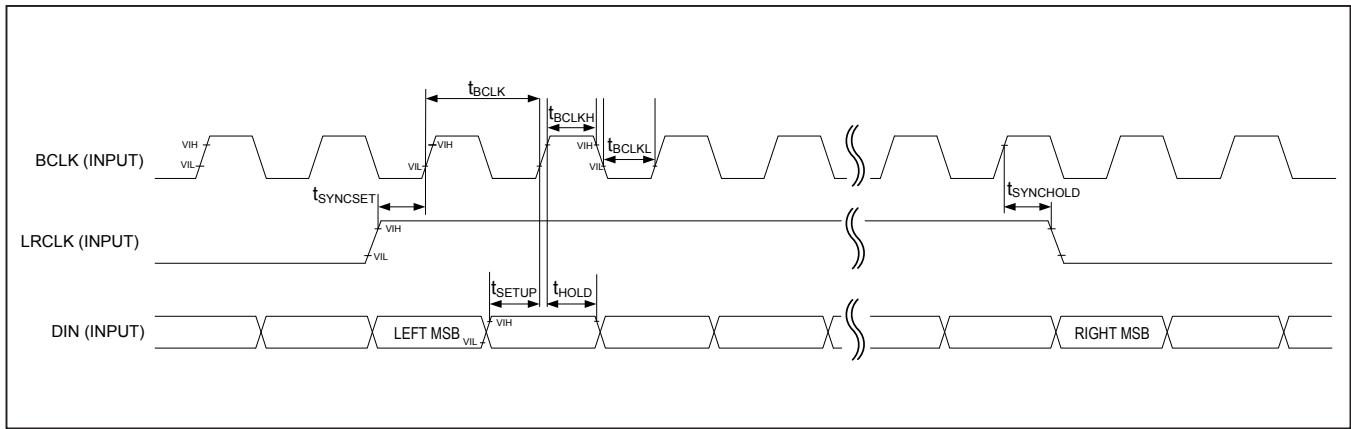 tBCLK
tBCLKH
tBCLKL
BCLK (INPUT)
VIH
VIL
VIH
VIL
VIH
VIL
tSYNCSET
tSYNCHOLD
LRCLK (INPUT)
VIH
VIL
tSETUP
tHOLD
DIN (INPUT)
LEFT MSB
VIH
VIL
RIGHT MSB